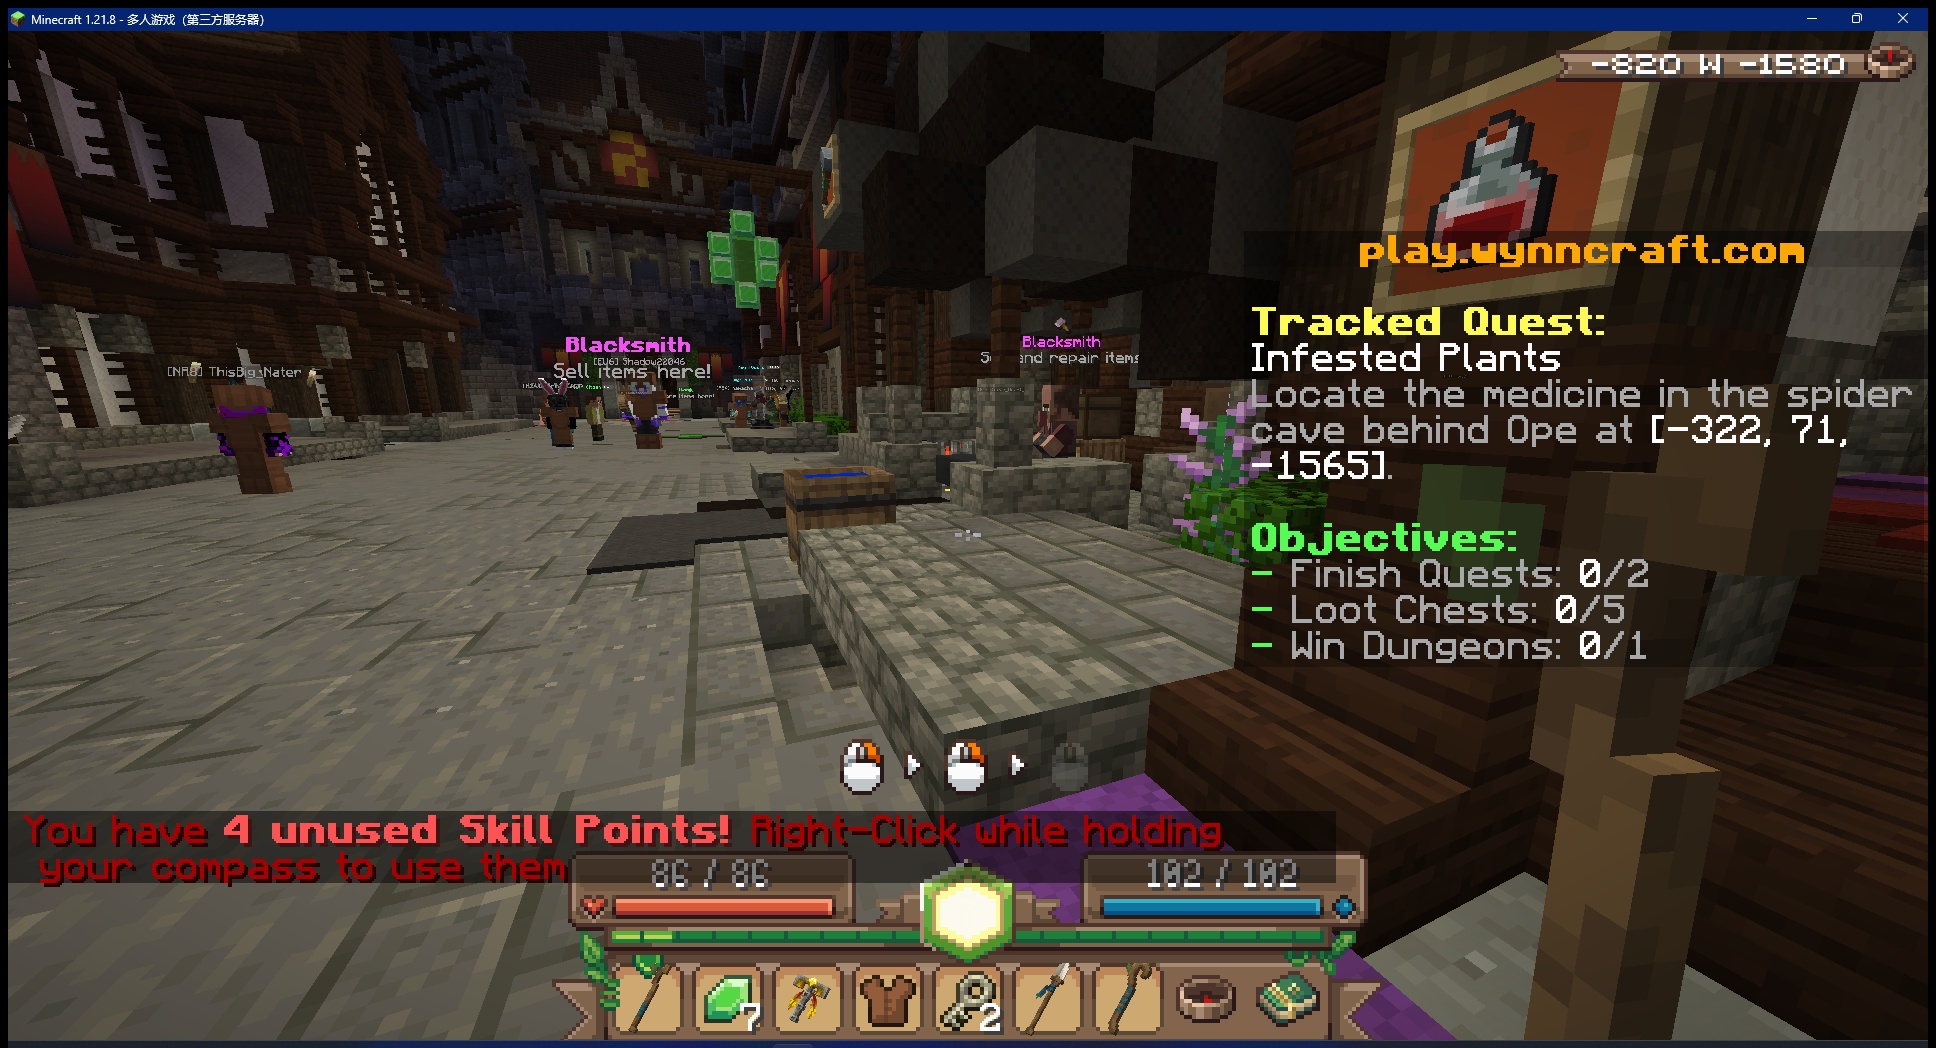 Minecraft 1.21.8 - 多人游戏（第三方服务器）
-820 W -1580
play.wynncraft.com
Tracked Quest:
Infested Plants
Locate the medicine in the spider
cave behind Ope at [-322, 71,
-1565].
Objectives:
- Finish Quests: 0/2
- Loot Chests: 0/5
- Win Dungeons: 0/1
Blacksmith
[EU6] Shadow22046
Sell items here!
Blacksmith
and repair items
[NA8] ThisBig_Nater
You have 4 unused Skill Points! Right-Click while holding
your compass to use them
86 / 86
102 / 102
7
2